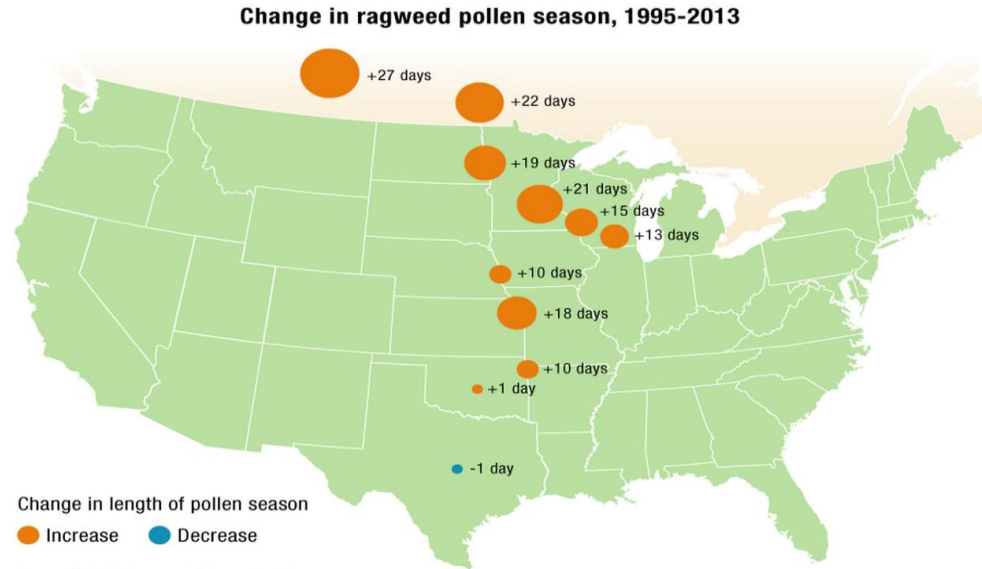 Change in ragweed pollen season, 1995-2013
+27 days
+22 days
+19 days
+21 days
+15 days
+13 days
+10 days
+18 days
+10 days
+1 day
-1 day
Change in length of pollen season
Increase Decrease